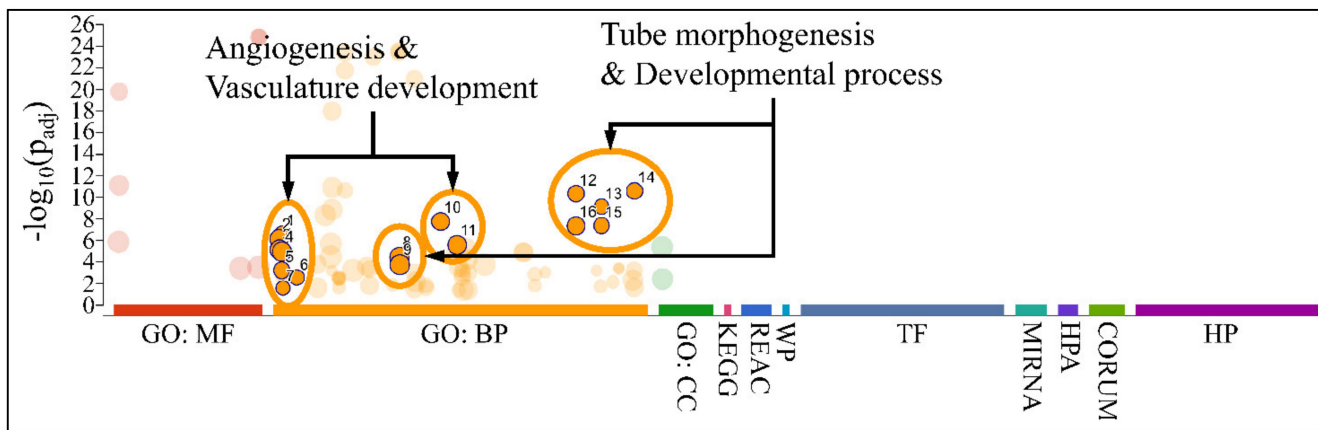 Angiogenesis &
Vasculature development
Tube morphogenesis
& Developmental process
-log10(padj)
26
24
22
20
18
16
14
12
10
8
6
4
2
0
1
2
4
5
6
7
8
9
10
11
12
13
14
16
15
GO: MF
GO: BP
GO: CC
KEGG
REAC
WP
TF
MIRNA
HPA
CORUM
HP